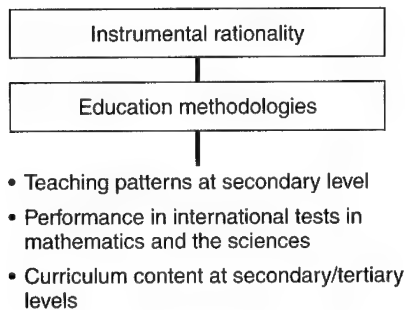 Instrumental rationality
Education methodologies
• Teaching patterns at secondary level
• Performance in international tests in
mathematics and the sciences
• Curriculum content at secondary/tertiary
levels